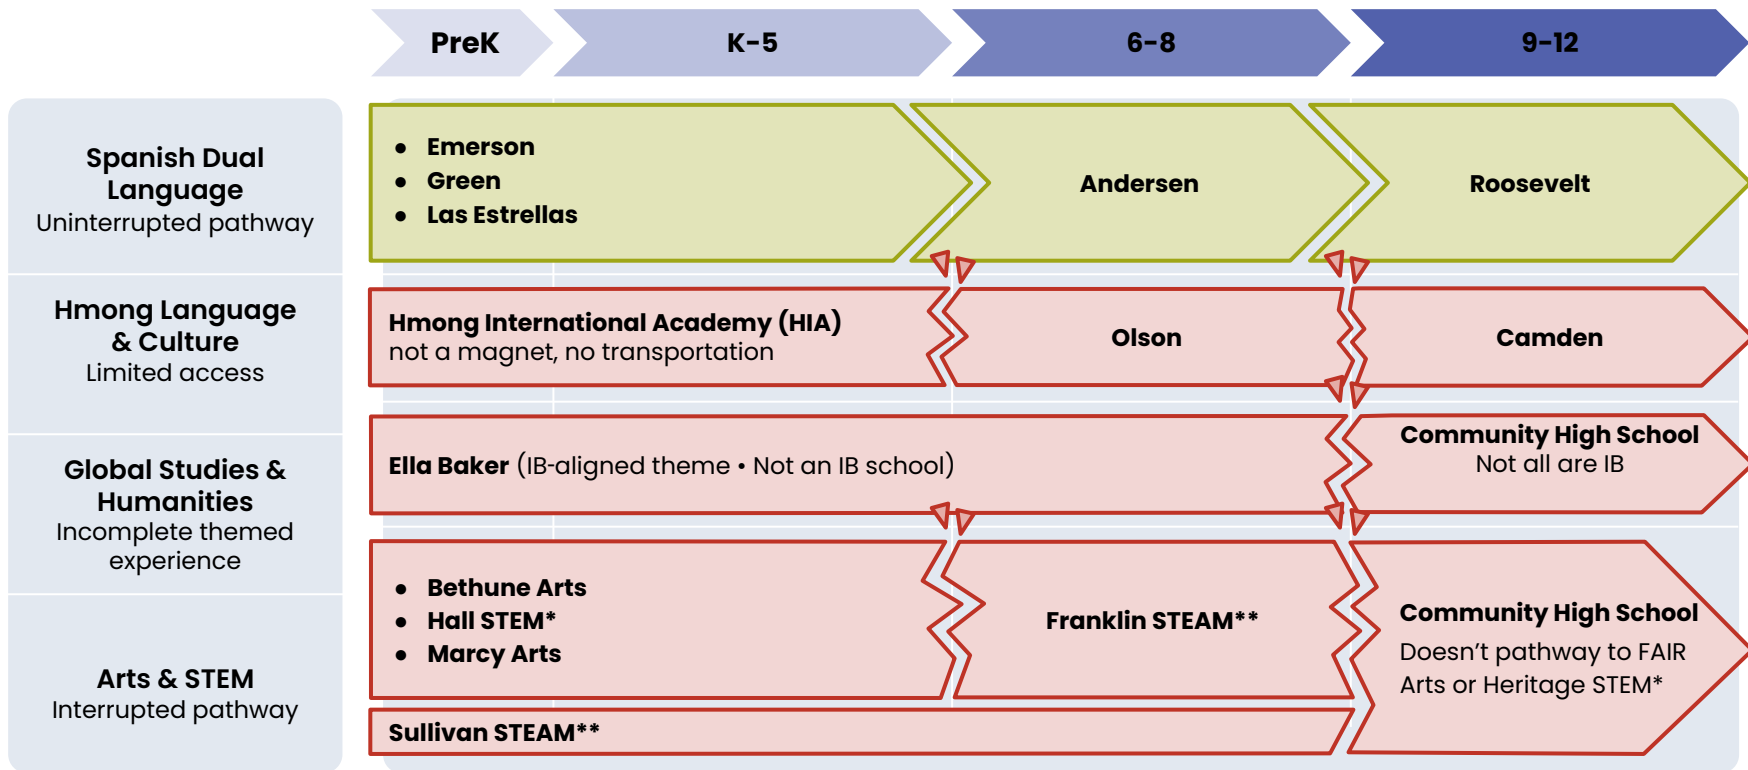 PreK
K-5
6-8
9-12
Spanish Dual
Language
Uninterrupted pathway
● Emerson
● Green
● Las Estrellas
Andersen
Roosevelt
Hmong Language
& Culture
Limited access
Hmong International Academy (HIA)
not a magnet, no transportation
Olson
Camden
Global Studies &
Humanities
Incomplete themed
experience
Ella Baker (IB-aligned theme • Not an IB school)
Community High School
Not all are IB
Arts & STEM
Interrupted pathway
● Bethune Arts
● Hall STEM*
● Marcy Arts
Franklin STEAM**
Community High School
Doesn’t pathway to FAIR
Arts or Heritage STEM*
Sullivan STEAM**